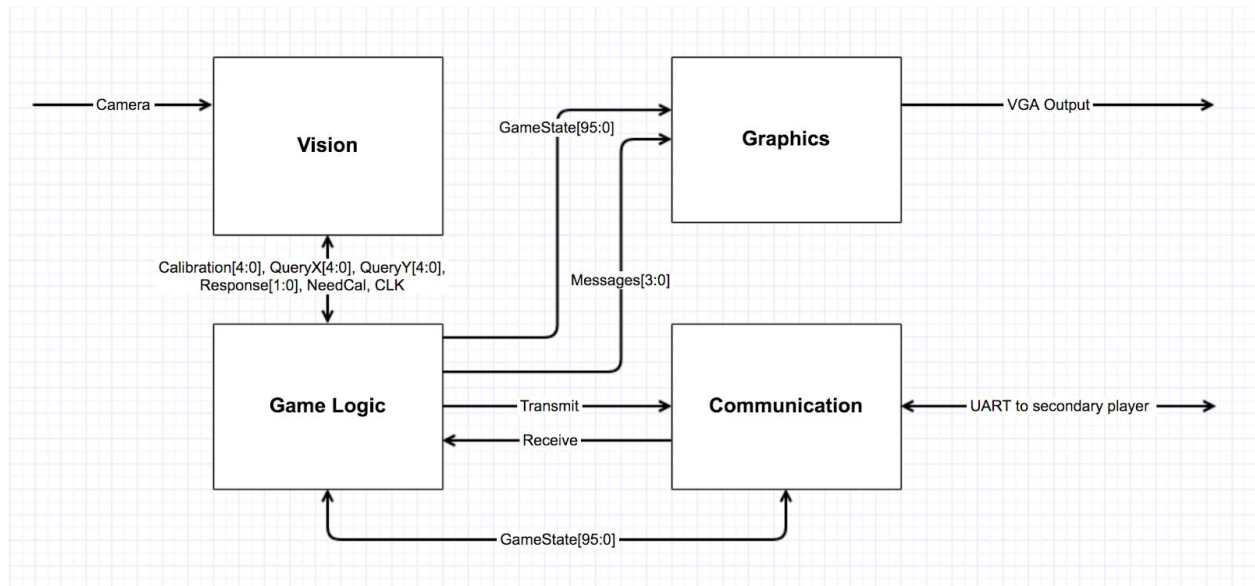 Camera
Vision
GameState[95:0]
Graphics
VGA Output
Calibration[4:0], QueryX[4:0], QueryY[4:0],
Response[1:0], NeedCal, CLK
Messages[3:0]
Game Logic
Transmit
Receive
Communication
UART to secondary player
GameState[95:0]